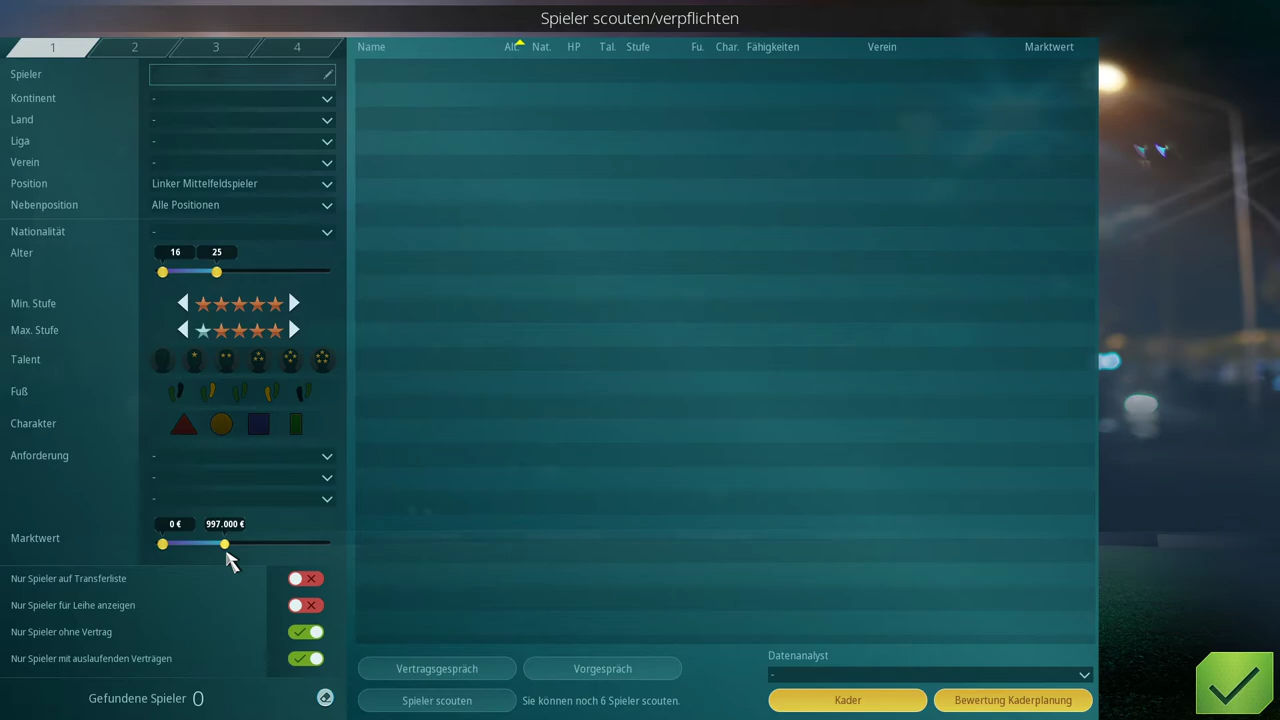 Spieler scouten/verpflichten
1 2 3 4
Name Alt. Nat. HP Tal. Stufe Fu. Char. Fähigkeiten Verein Marktwert
Spieler
Kontinent -
Land -
Liga -
Verein -
Position Linker Mittelfeldspieler
Nebenposition Alle Positionen
Nationalität -
Alter 16 25
Min. Stufe
Max. Stufe
Talent
Fuß
Charakter
Anforderung -
-
-
0 € 997.000 €
Marktwert
Nur Spieler auf Transferliste
Nur Spieler für Leihe anzeigen
Nur Spieler ohne Vertrag
Nur Spieler mit auslaufenden Verträgen
Gefundene Spieler 0
Vertragsgespräch Vorgespräch
Spieler scouten Sie können noch 6 Spieler scouten.
Datenanalyst
-
Kader Bewertung Kaderplanung